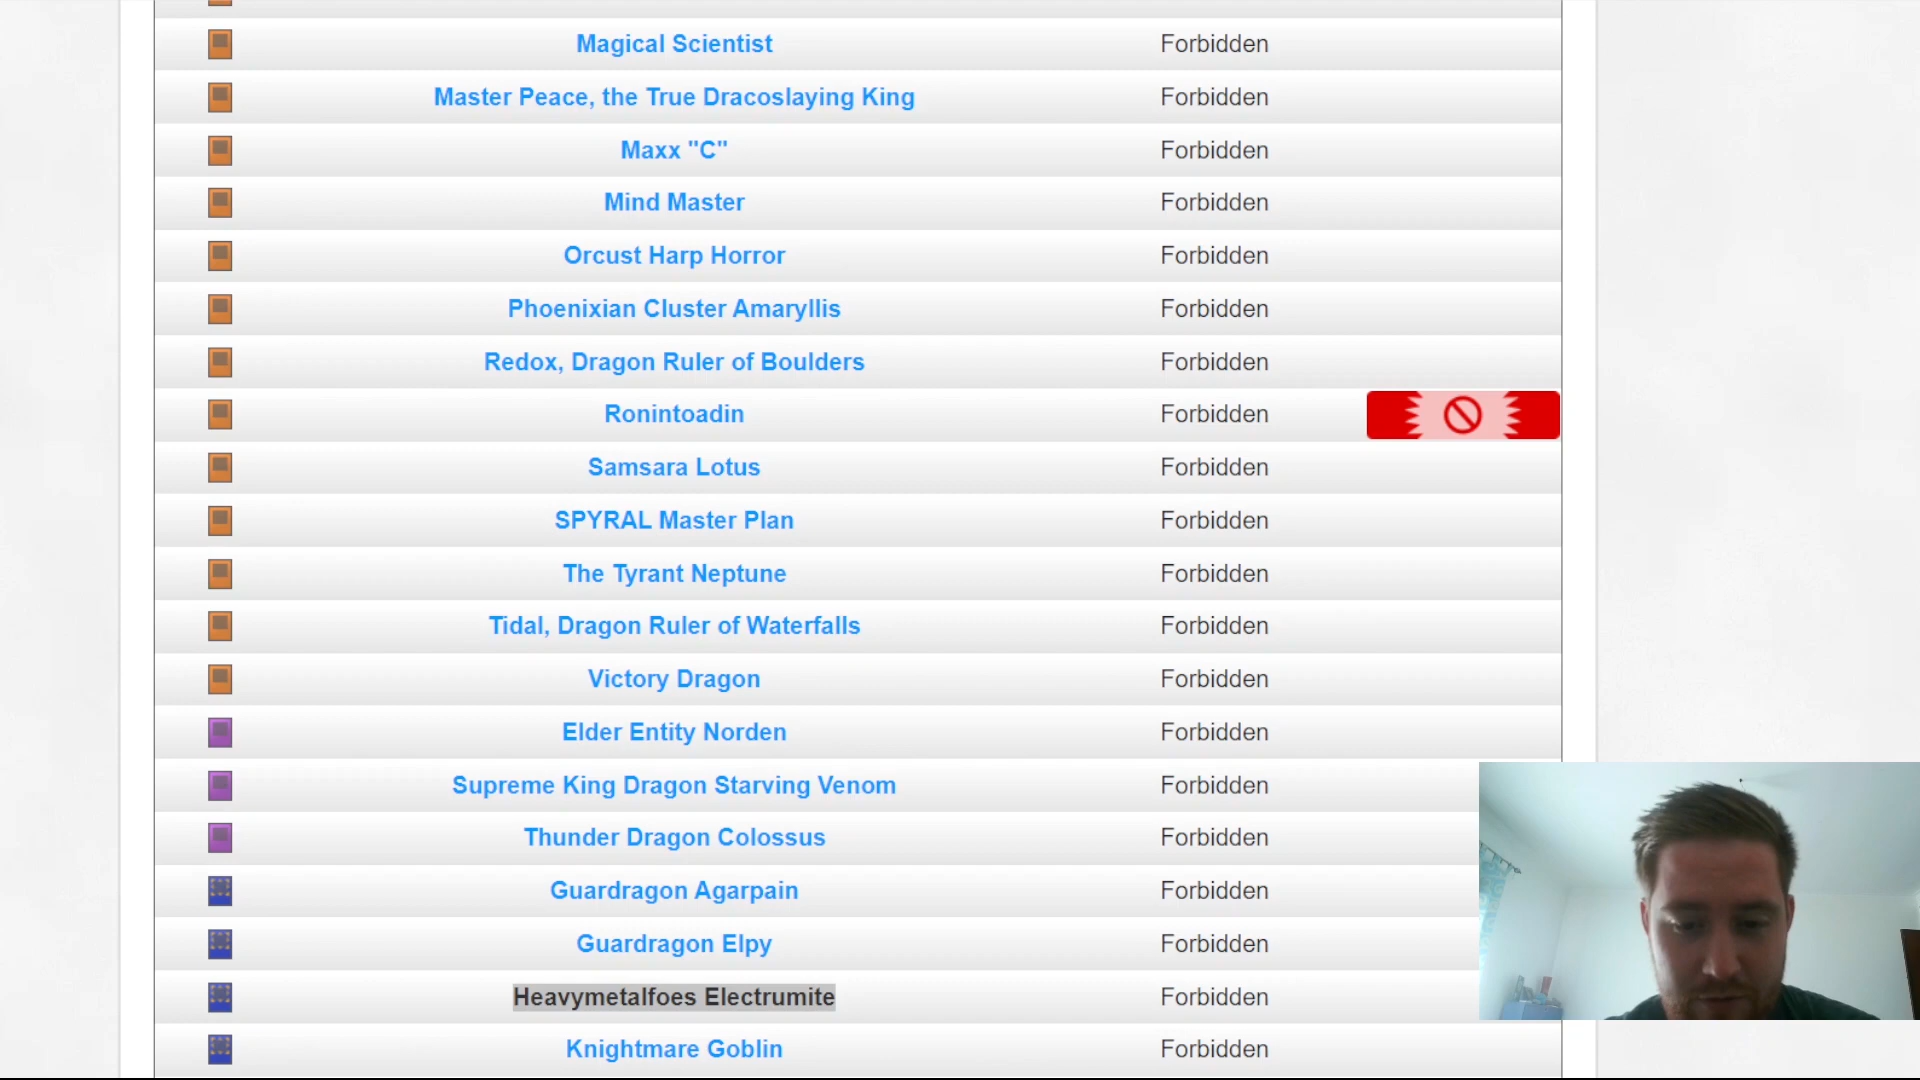 Magical Scientist Forbidden
Master Peace, the True Dracoslaying King Forbidden
Maxx "C" Forbidden
Mind Master Forbidden
Orcust Harp Horror Forbidden
Phoenixian Cluster Amaryllis Forbidden
Redox, Dragon Ruler of Boulders Forbidden
Ronintoadin Forbidden
Samsara Lotus Forbidden
SPYRAL Master Plan Forbidden
The Tyrant Neptune Forbidden
Tidal, Dragon Ruler of Waterfalls Forbidden
Victory Dragon Forbidden
Elder Entity Norden Forbidden
Supreme King Dragon Starving Venom Forbidden
Thunder Dragon Colossus Forbidden
Guardragon Agarpain Forbidden
Guardragon Elpy Forbidden
Heavymetalfoes Electrumite Forbidden
Knightmare Goblin Forbidden